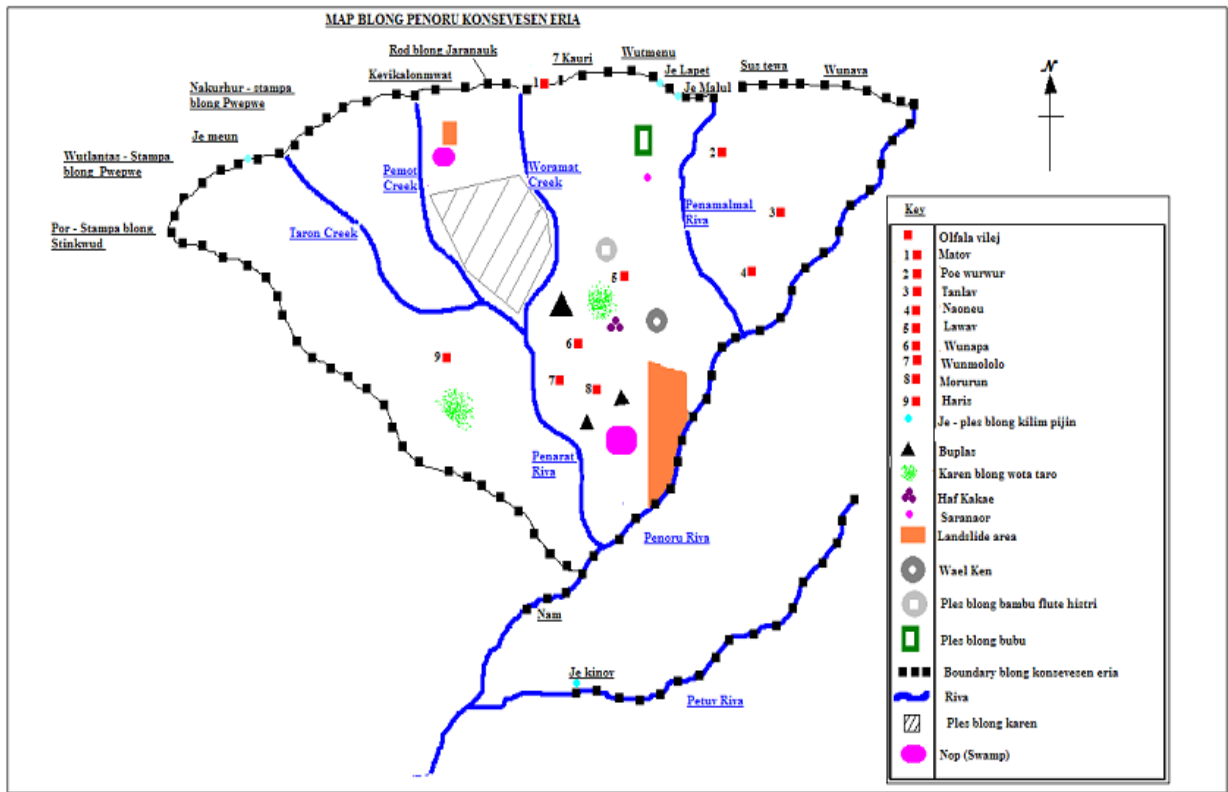 MAP BLONG PENORU KONSEVESEN ERIA
Rod blong Jaranauk
7 Kauri
Wutmenu
Je Lapet
Je Malul
Sus tewa
Wunava
Kevikalonmwat
Nakurhur - stampa
blong Pwepwe
Je meun
Wutlantas - Stampa
blong Pwepwe
Por - Stampa blong
Stinkwud
N
1
2
3
4
5
6
7
8
9
Pemot
Creek
Woramat
Creek
Penamalmal
Riva
Taron Creek
Penarat
Riva
Penoru Riva
Nam
Je kinov
Petuv Riva
Key
Olfala vilej
1 Matov
2 Poe wurwur
3 Tanlav
4 Naoneu
5 Lawav
6 Wunapa
7 Wunmololo
8 Morurun
9 Haris
Je - ples blong kilim pijin
Buplas
Karen blong wota taro
Haf Kakae
Saranaor
Landslide area
Wael Ken
Ples blong bambu flute histri
Ples blong bubu
Boundary blong konsevesen eria
Riva
Ples blong karen
Nop (Swamp)